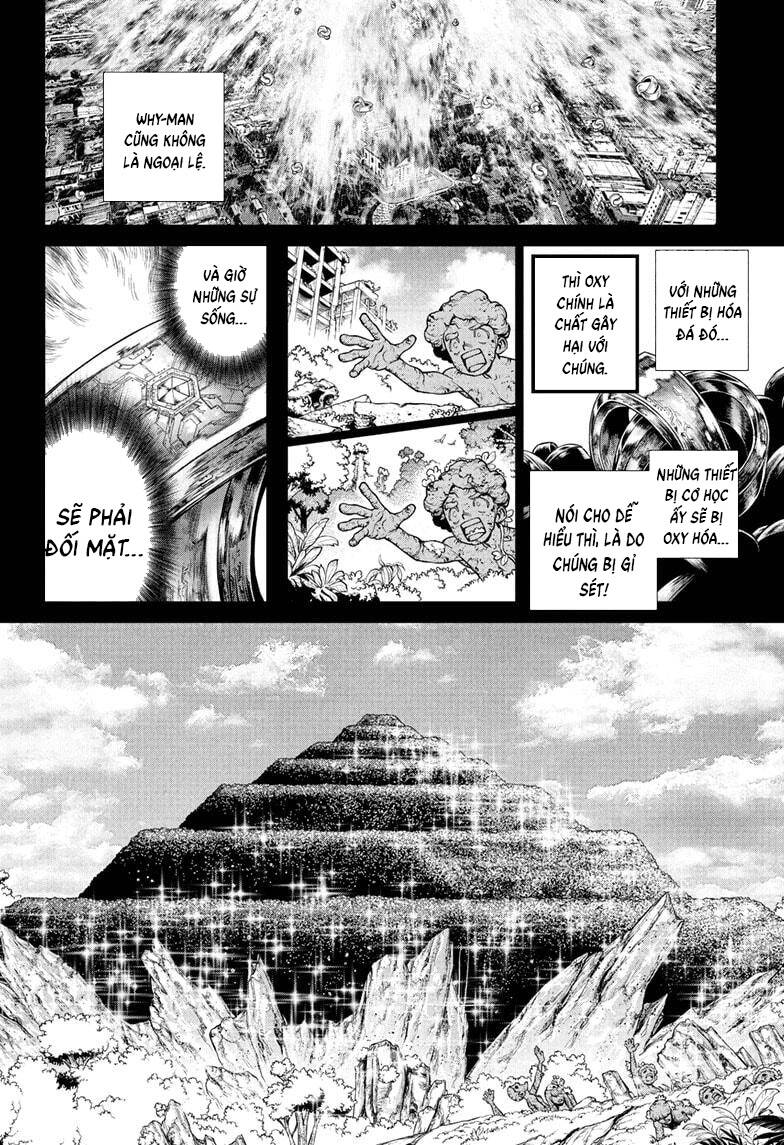 WHY-MAN
CŨNG KHÔNG
LÀ NGOẠI LỆ.
VỚI NHỮNG
THIẾT BỊ HÓA
ĐÁ ĐÓ...
THÌ OXY
CHÍNH LÀ
CHẤT GÂY
HẠI VỚI
CHÚNG.
NHỮNG THIẾT
BỊ CƠ HỌC
ẤY SẼ BỊ
OXY HÓA.
NÓI CHO DỄ
HIỂU THÌ, LÀ DO
CHÚNG BỊ GỈ
SÉT!
VÀ GIỜ
NHỮNG SỰ
SỐNG...
SẼ PHẢI
ĐỐI MẶT...